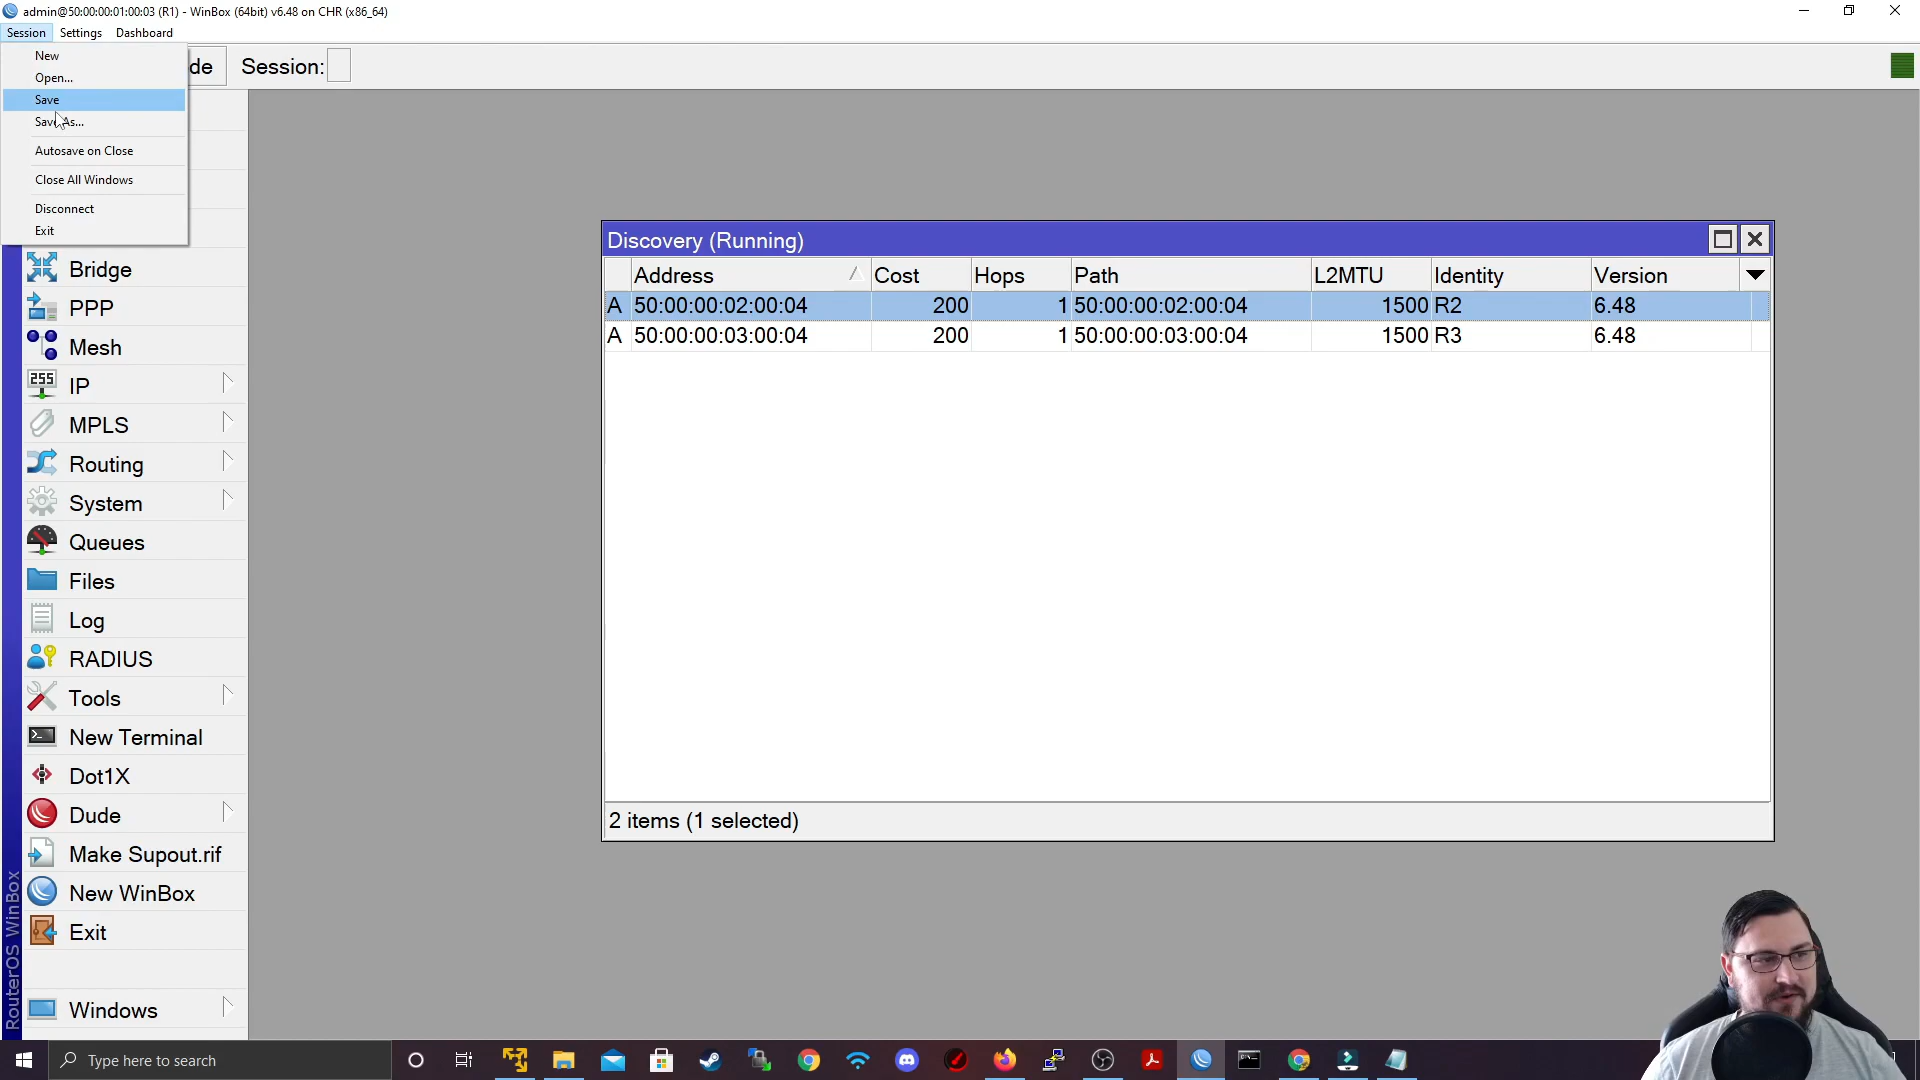 admin@50:00:00:01:00:03 (R1) - WinBox (64bit) v6.48 on CHR (x86_64)
Session Settings Dashboard
New
Open...
Save
Save As...
Autosave on Close
Close All Windows
Disconnect
Exit
de Session:
Bridge
PPP
Mesh
IP
MPLS
Routing
System
Queues
Files
Log
RADIUS
Tools
New Terminal
Dot1X
Dude
Make Supout.rif
New WinBox
Exit
Windows
RouterOS WinBox
Discovery (Running)
Address Cost Hops Path L2MTU Identity Version
A 50:00:00:02:00:04 200 1 50:00:00:02:00:04 1500 R2 6.48
A 50:00:00:03:00:04 200 1 50:00:00:03:00:04 1500 R3 6.48
2 items (1 selected)
Type here to search